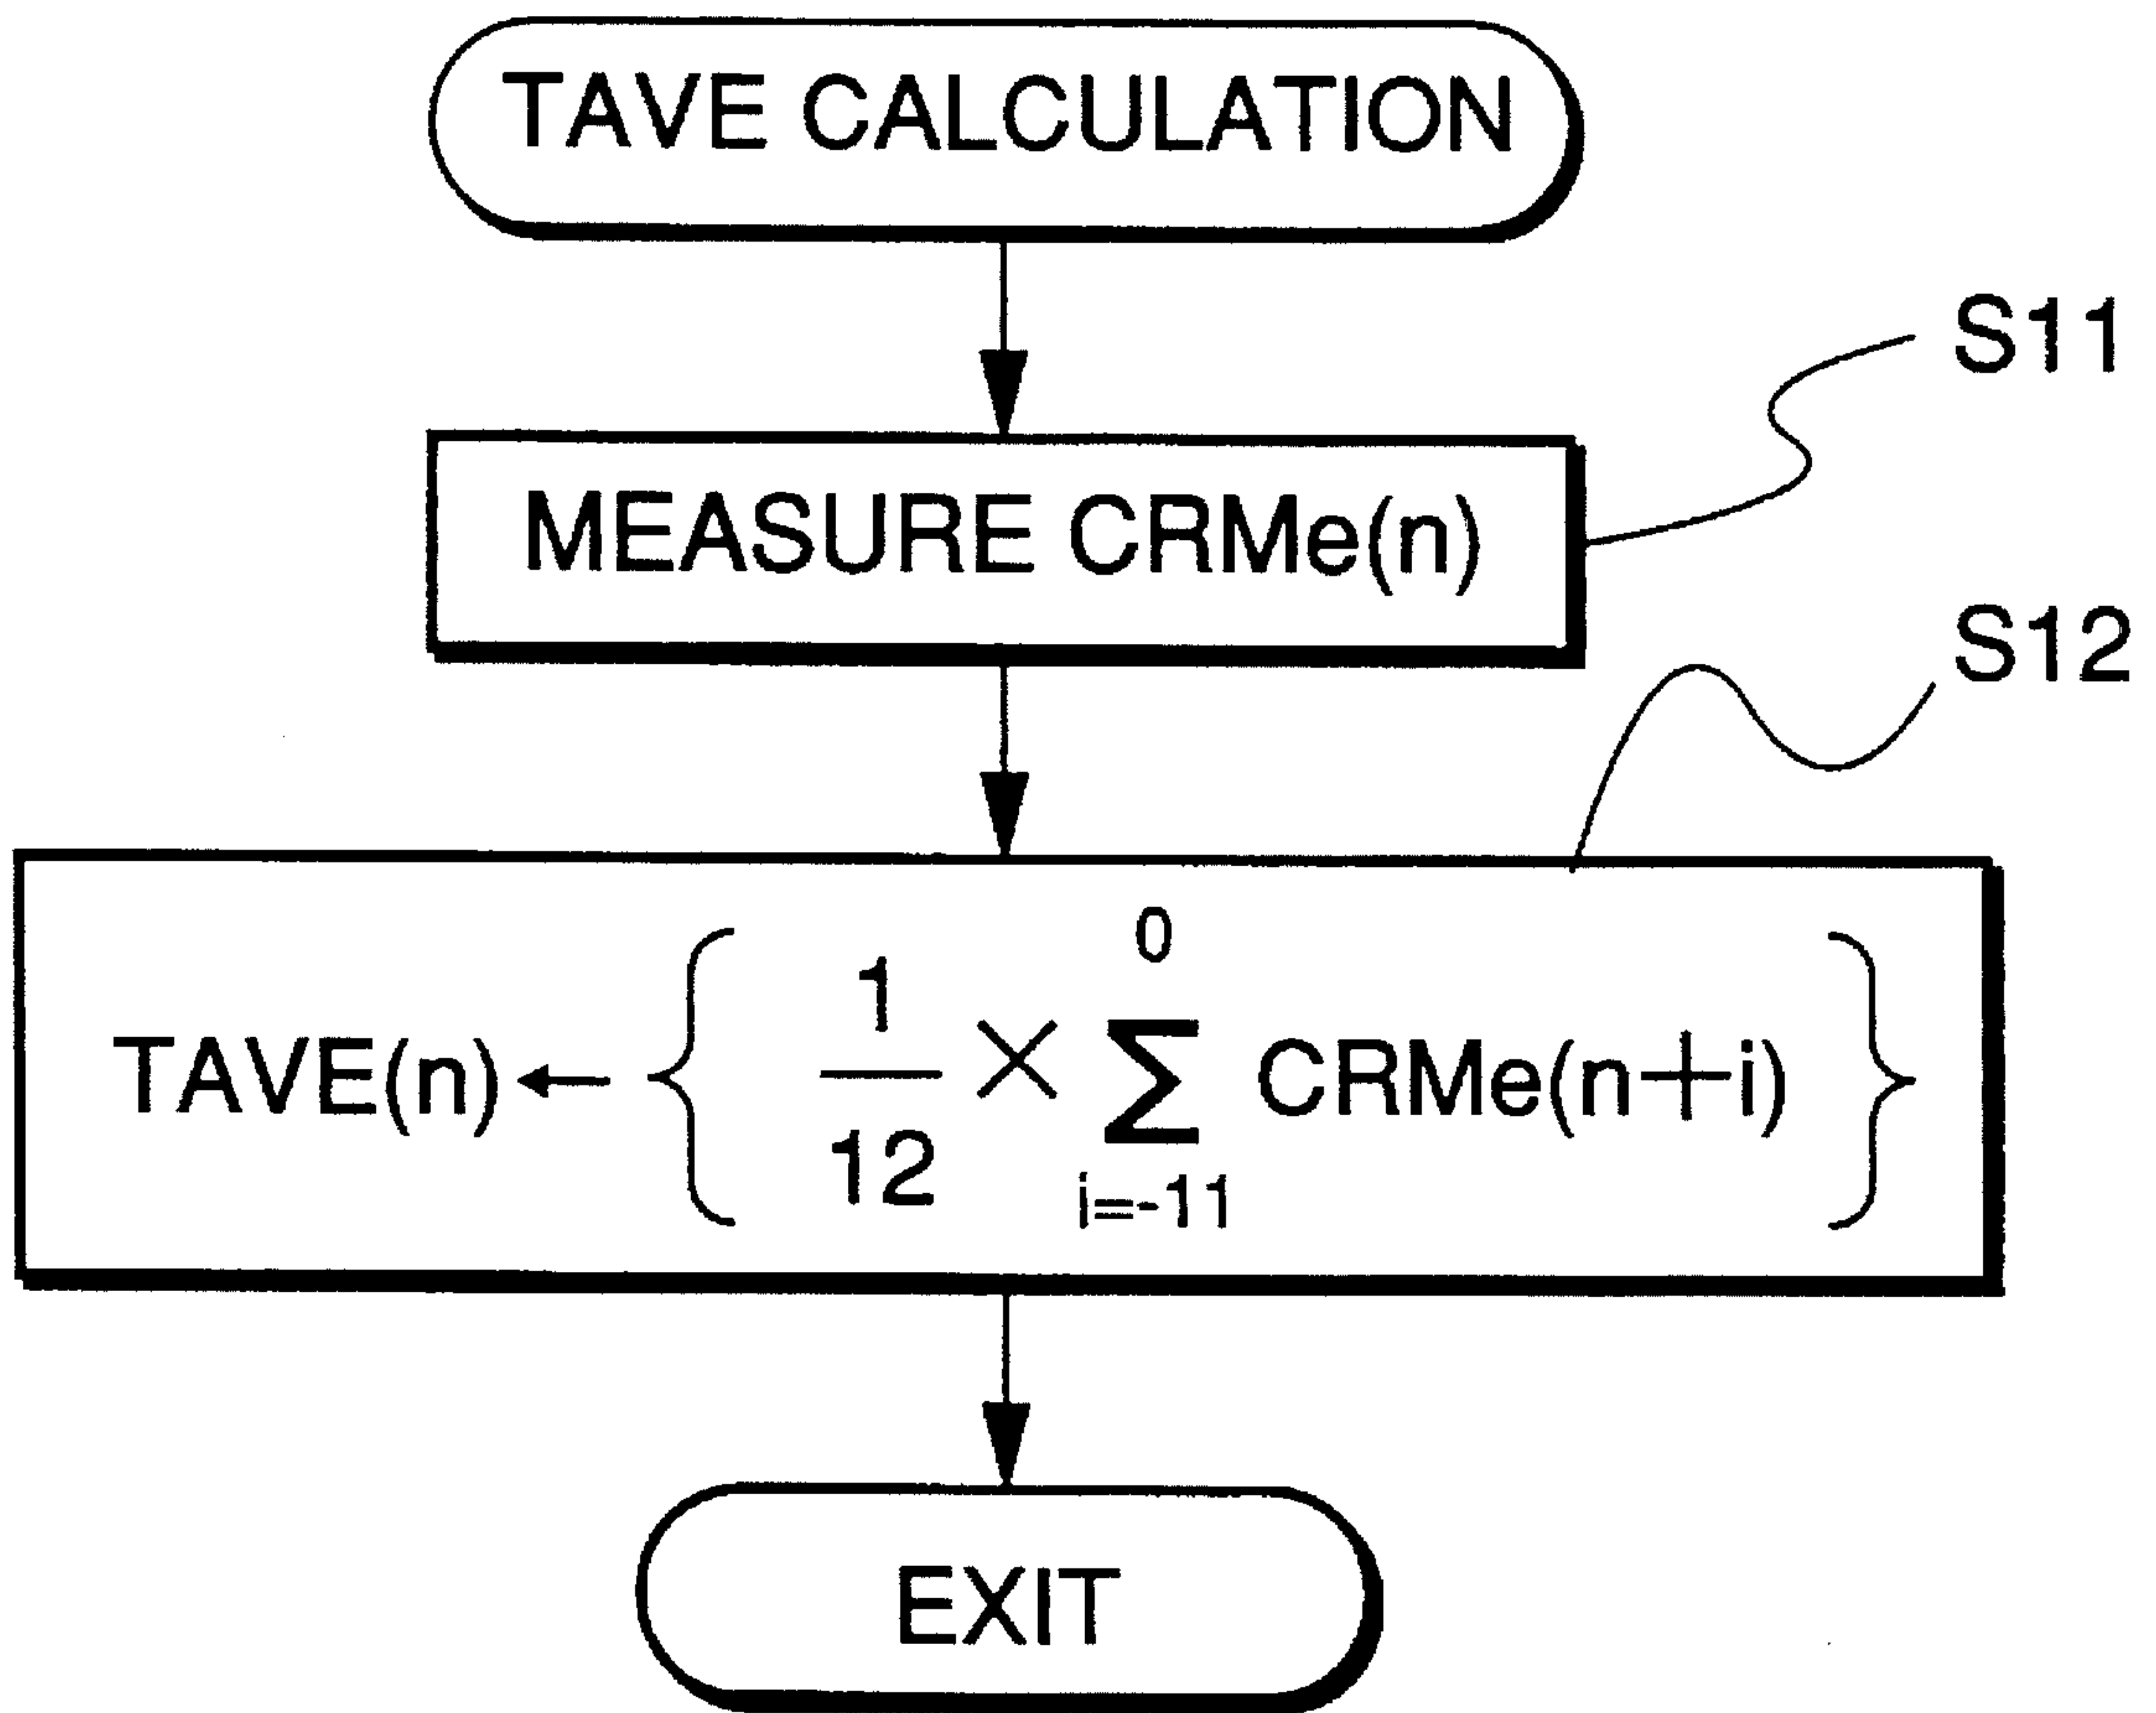 TAVE CALCULATION
S11
MEASURE CRMe(n)
S12
TAVE(n)← { 1/12 × 0 Σ i=-11 CRMe(n+i) }
EXIT